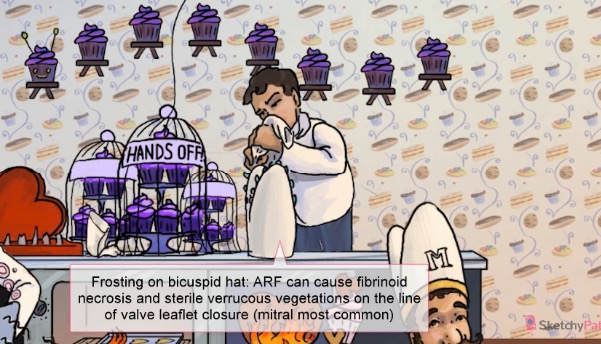 HANDS OFF!
Frosting on bicuspid hat: ARF can cause fibrinoid
necrosis and sterile verrucous vegetations on the line
of valve leaflet closure (mitral most common)
M
SketchyPat